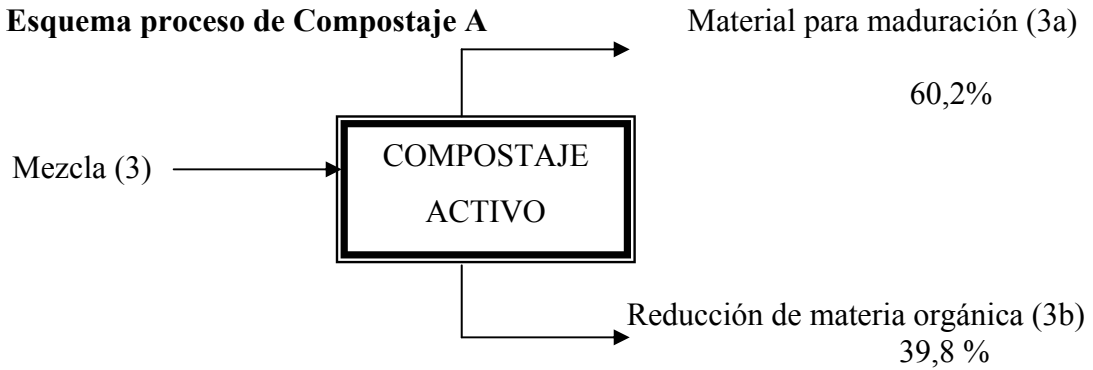 Esquema proceso de Compostaje A
Material para maduración (3a)
60,2%
Mezcla (3)
COMPOSTAJE
ACTIVO
Reducción de materia orgánica (3b)
39,8 %